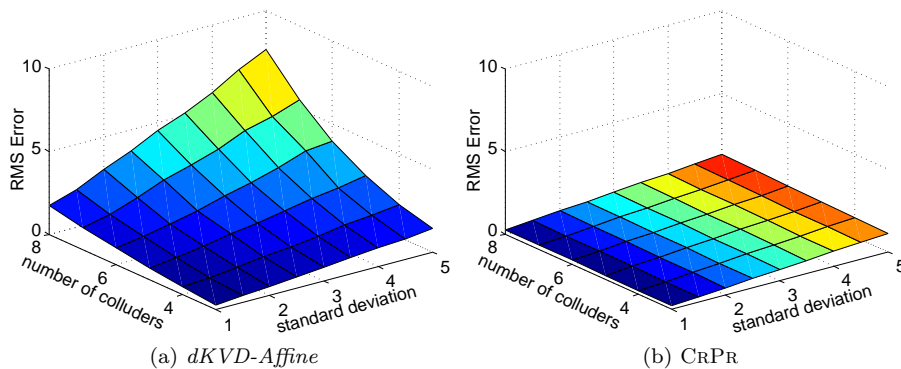 10
5
0
RMS Error
8
6
4
number of colluders
1
2
3
4
5
standard deviation
(a) dKVD-Affine
10
5
0
RMS Error
8
6
4
number of colluders
1
2
3
4
5
standard deviation
(b) CRPR